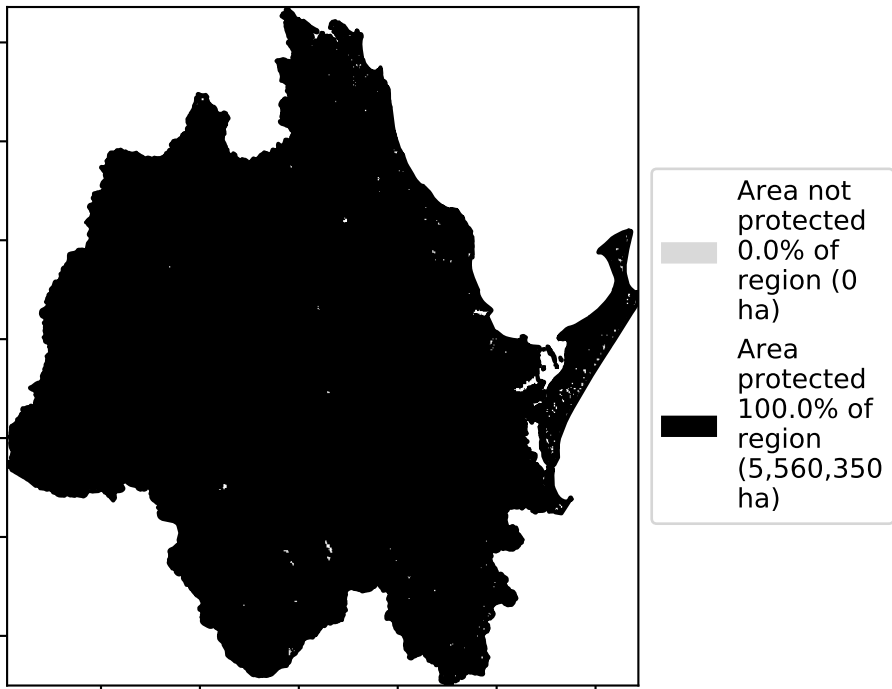 Area not
protected
0.0% of
region (0
ha)
Area
protected
100.0% of
region
(5,560,350
ha)